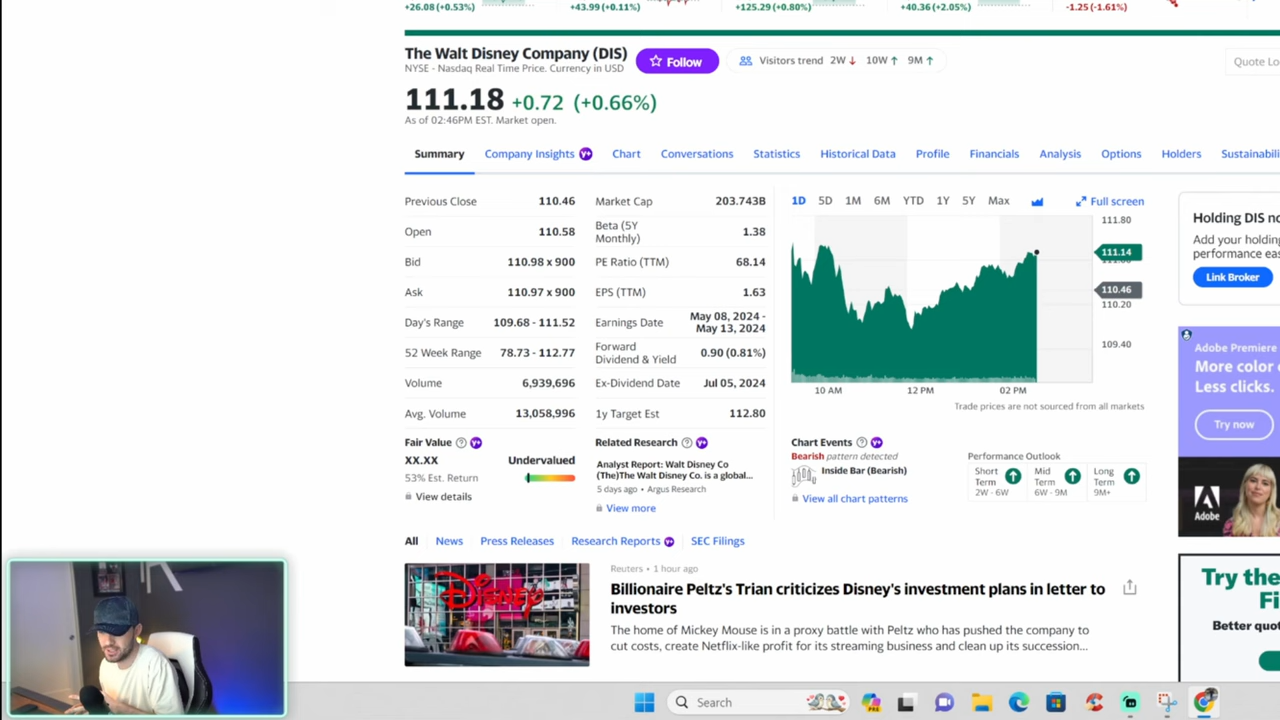 +26.08 (+0.53%) +43.99 (+0.11%) +125.29 (+0.80%) +40.36 (+2.05%) -1.25 (-1.61%)
The Walt Disney Company (DIS)
NYSE - Nasdaq Real Time Price. Currency in USD
Follow
Visitors trend 2W 10W 9M
Quote Lo
111.18 +0.72 (+0.66%)
As of 02:46PM EST. Market open.
Summary Company Insights Y+ Chart Conversations Statistics Historical Data Profile Financials Analysis Options Holders Sustainabili
Previous Close 110.46
Open 110.58
Bid 110.98 x 900
Ask 110.97 x 900
Day's Range 109.68 - 111.52
52 Week Range 78.73 - 112.77
Volume 6,939,696
Avg. Volume 13,058,996
Market Cap 203.743B
Beta (5Y
Monthly) 1.38
PE Ratio (TTM) 68.14
EPS (TTM) 1.63
Earnings Date May 08, 2024 -
May 13, 2024
Forward
Dividend & Yield 0.90 (0.81%)
Ex-Dividend Date Jul 05, 2024
1y Target Est 112.80
1D 5D 1M 6M YTD 1Y 5Y Max Full screen
111.80
111.14
110.46
110.20
109.40
10 AM 12 PM 02 PM
Trade prices are not sourced from all markets
Fair Value ? Y+
XX.XX Undervalued
53% Est. Return
View details
Related Research ? Y+
Analyst Report: Walt Disney Co
(The)The Walt Disney Co. is a global...
5 days ago • Argus Research
View more
Chart Events ? Y+
Bearish pattern detected
Inside Bar (Bearish)
View all chart patterns
Performance Outlook
Short
Term
2W - 6W
Mid
Term
6W - 9M
Long
Term
9M+
Holding DIS no
Add your holding
performance eas
Link Broker
Adobe Premiere
More color
Less clicks.
Try now
Adobe
Try the
Fi
Better quot
All News Press Releases Research Reports Y+ SEC Filings
Disney
Reuters • 1 hour ago
Billionaire Peltz's Trian criticizes Disney's investment plans in letter to
investors
The home of Mickey Mouse is in a proxy battle with Peltz who has pushed the company to
cut costs, create Netflix-like profit for its streaming business and clean up its succession...
Search
PRE